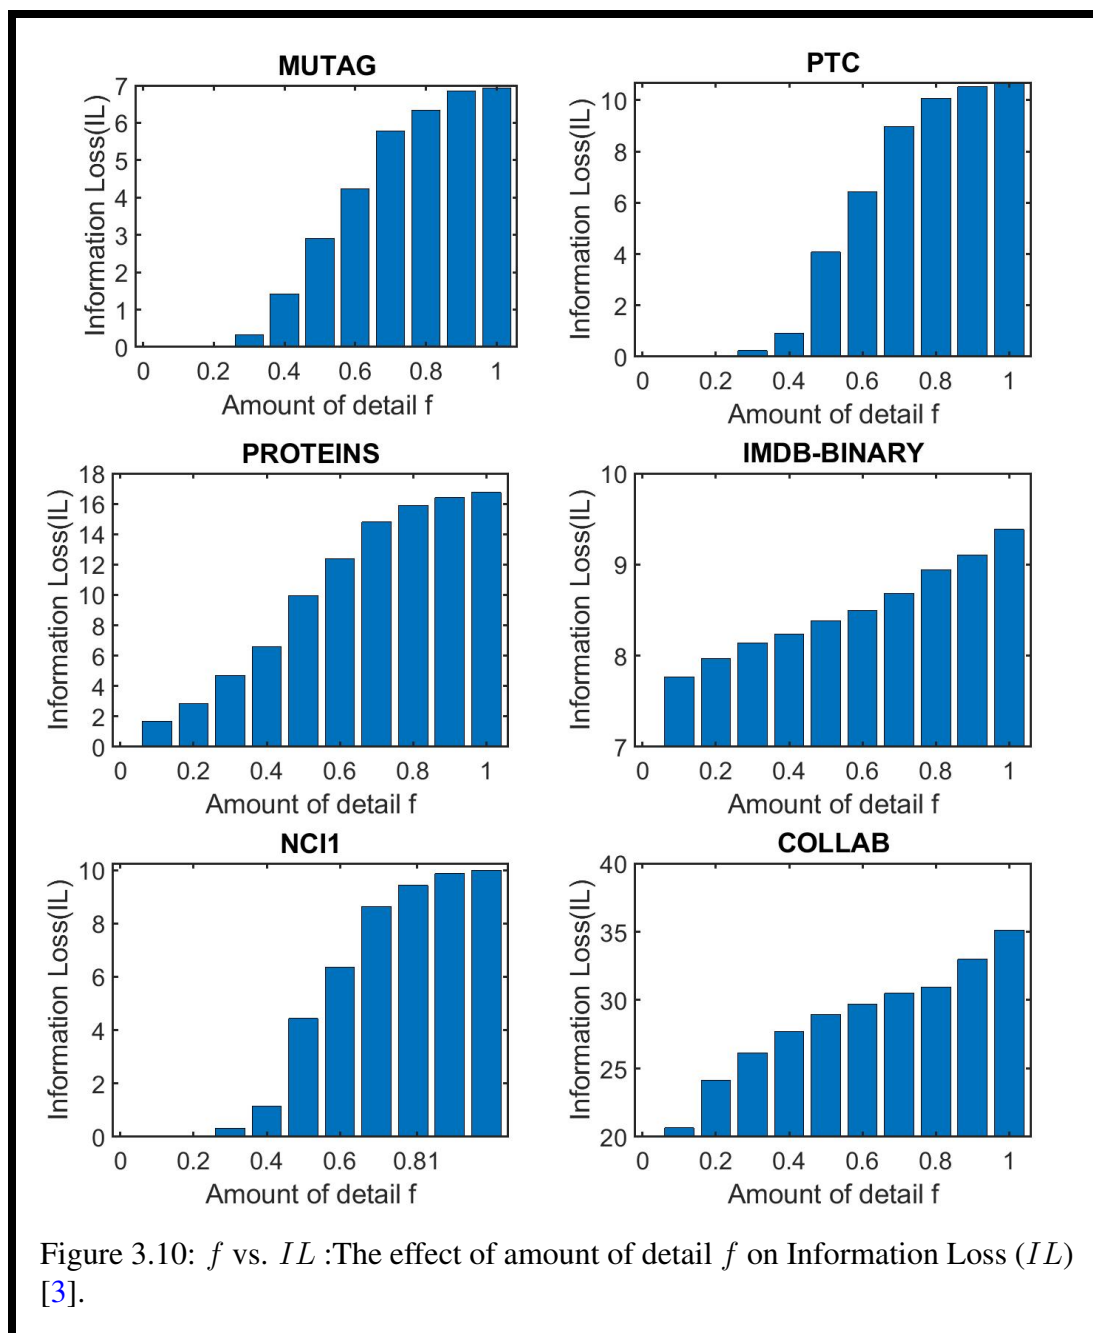 MUTAG
Information Loss(IL)
7
6
5
4
3
2
1
0
0 0.2 0.4 0.6 0.8 1
Amount of detail f
PTC
Information Loss(IL)
10
8
6
4
2
0
0 0.2 0.4 0.6 0.8 1
Amount of detail f
PROTEINS
Information Loss(IL)
18
16
14
12
10
8
6
4
2
0
0 0.2 0.4 0.6 0.8 1
Amount of detail f
IMDB-BINARY
Information Loss(IL)
10
9
8
7
0 0.2 0.4 0.6 0.8 1
Amount of detail f
NCI1
Information Loss(IL)
10
8
6
4
2
0
0 0.2 0.4 0.6 0.81
Amount of detail f
COLLAB
Information Loss(IL)
40
35
30
25
20
0 0.2 0.4 0.6 0.8 1
Amount of detail f
Figure 3.10: f vs. IL :The effect of amount of detail f on Information Loss (IL)
[3].